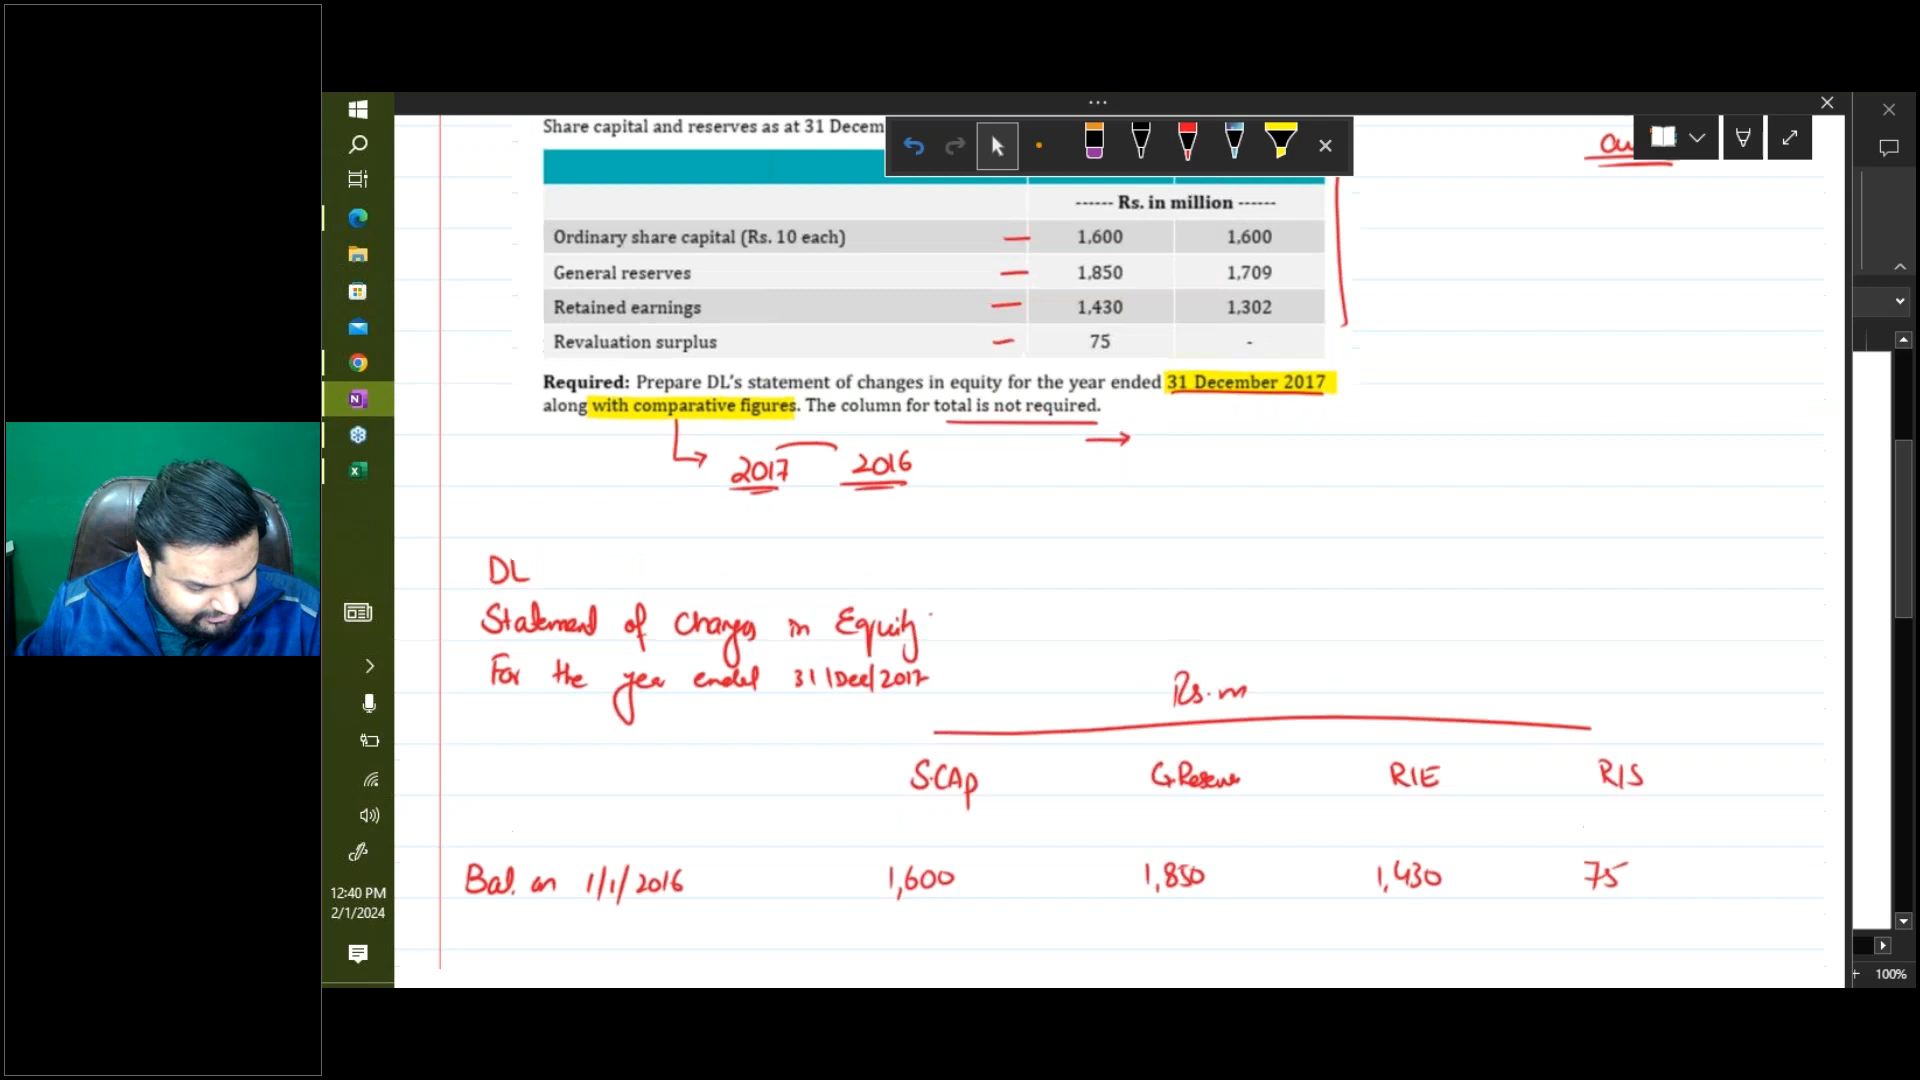 Share capital and reserves as at 31 Decem
------ Rs. in million ------
Ordinary share capital (Rs. 10 each) 1,600 1,600
General reserves 1,850 1,709
Retained earnings 1,430 1,302
Revaluation surplus 75 -
Required: Prepare DL's statement of changes in equity for the year ended 31 December 2017
along with comparative figures. The column for total is not required.
2017 2016
DL
Statement of Changes in Equity
For the year ended 31/Dec/2017
Rs. m
S.CAp G.Reserve R/E R/S
Bal. on 1/1/2016 1,600 1,850 1,430 75
12:40 PM
2/1/2024
100%